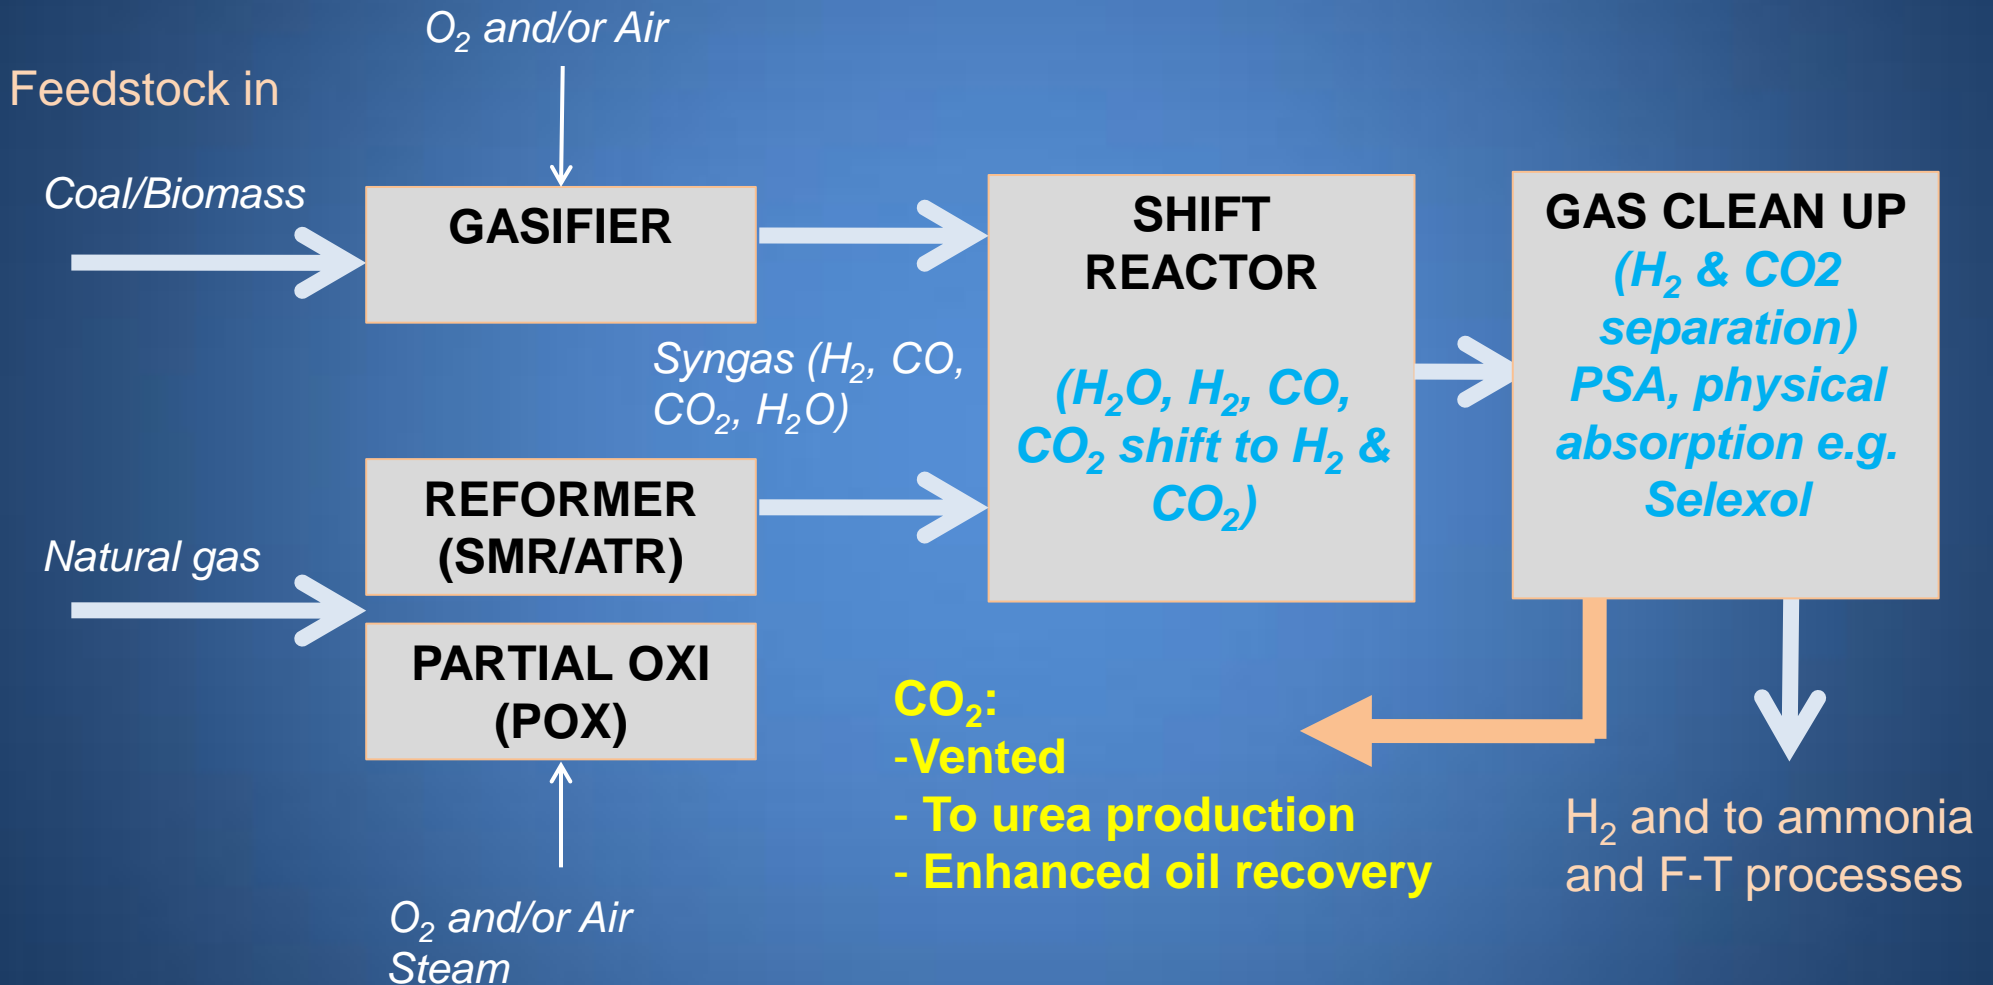 O₂ and/or Air
Feedstock in
Coal/Biomass
GASIFIER
Syngas (H₂, CO,
CO₂, H₂O)
Natural gas
REFORMER
(SMR/ATR)
PARTIAL OXI
(POX)
O₂ and/or Air
Steam
SHIFT
REACTOR
(H₂O, H₂, CO,
CO₂ shift to H₂ &
CO₂)
GAS CLEAN UP
(H₂ & CO2
separation)
PSA, physical
absorption e.g.
Selexol
CO₂:
-Vented
- To urea production
- Enhanced oil recovery
H₂ and to ammonia
and F-T processes